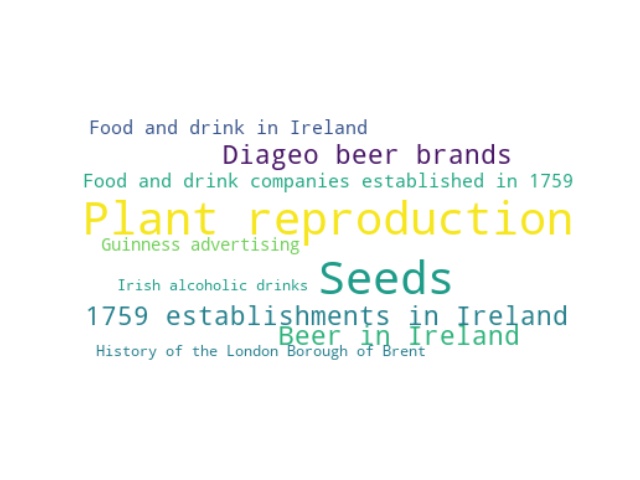 Food and drink in Ireland
Diageo beer brands
Food and drink companies established in 1759
Plant reproduction
Guinness advertising
Seeds
Irish alcoholic drinks
1759 establishments in Ireland
Beer in Ireland
History of the London Borough of Brent